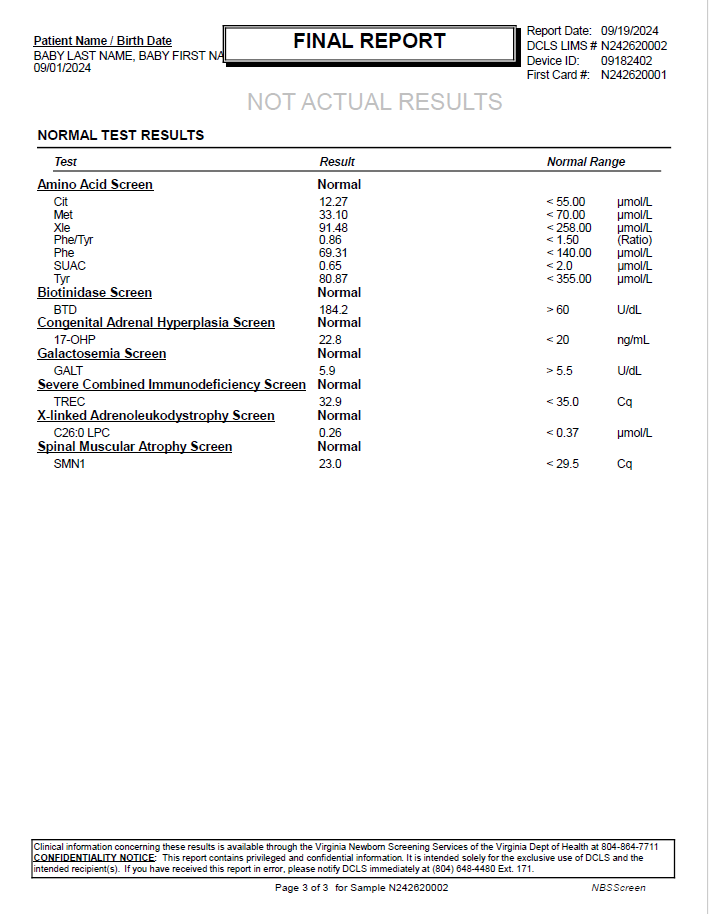 Patient Name / Birth Date
BABY LAST NAME, BABY FIRST NA
09/01/2024
FINAL REPORT
Report Date: 09/19/2024
DCLS LIMS # N242620002
Device ID: 09182402
First Card #: N242620001
NOT ACTUAL RESULTS
NORMAL TEST RESULTS
Test Result Normal Range
Amino Acid Screen Normal
Cit 12.27 < 55.00 µmol/L
Met 33.10 < 70.00 µmol/L
Xle 91.48 < 258.00 µmol/L
Phe/Tyr 0.86 < 1.50 (Ratio)
Phe 69.31 < 140.00 µmol/L
SUAC 0.65 < 2.0 µmol/L
Tyr 80.87 < 355.00 µmol/L
Biotinidase Screen Normal
BTD 184.2 > 60 U/dL
Congenital Adrenal Hyperplasia Screen Normal
17-OHP 22.8 < 20 ng/mL
Galactosemia Screen Normal
GALT 5.9 > 5.5 U/dL
Severe Combined Immunodeficiency Screen Normal
TREC 32.9 < 35.0 Cq
X-linked Adrenoleukodystrophy Screen Normal
C26:0 LPC 0.26 < 0.37 µmol/L
Spinal Muscular Atrophy Screen Normal
SMN1 23.0 < 29.5 Cq
Clinical information concerning these results is available through the Virginia Newborn Screening Services of the Virginia Dept of Health at 804-864-7711
CONFIDENTIALITY NOTICE: This report contains privileged and confidential information. It is intended solely for the exclusive use of DCLS and the
intended recipient(s). If you have received this report in error, please notify DCLS immediately at (804) 648-4480 Ext. 171.
Page 3 of 3 for Sample N242620002
NBSScreen